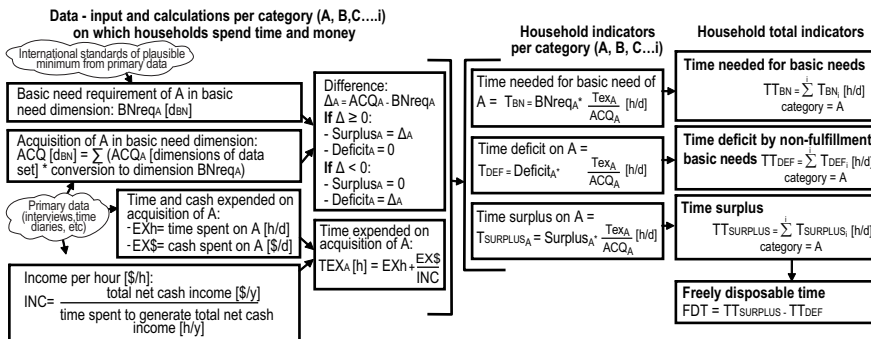 Data - input and calculations per category (A, B,C....i)
on which households spend time and money
International standards of plausible
minimum from primary data
Basic need requirement of A in basic
need dimension: BNreqA [dBN]
Acquisition of A in basic need dimension:
ACQ [dBN] = ∑ (ACQA [dimensions of data
set] * conversion to dimension BNreqA)
Primary data
(interviews,time
diaries, etc)
Time and cash expended on
acquisition of A:
-EXh= time spent on A [h/d]
-EX$= cash spent on A [$/d]
Income per hour [$/h]:
INC= total net cash income [$/y]
time spent to generate total net cash
income [h/y]
Difference:
ΔA = ACQA - BNreqA
If Δ ≥ 0:
- SurplusA = ΔA
- DeficitA = 0
If Δ < 0:
- SurplusA = 0
- DeficitA = ΔA
Time expended on
acquisition of A:
TEXA [h] = EXh+ EX$
INC
Household indicators
per category (A, B, C...i)
Time needed for basic need of
A = TBN = BNreqA* TexA [h/d]
ACQA
Time deficit on A =
TDEF = DeficitA* TexA [h/d]
ACQA
Time surplus on A =
TSURPLUSA = SurplusA* TexA [h/d]
ACQA
Household total indicators
Time needed for basic needs
i
TTBN = ∑ TBNi [h/d]
category = A
Time deficit by non-fulfillment
basic needs TTDEF = i∑ TDEFi [h/d]
category = A
Time surplus
i
TTSURPLUS = ∑ TSURPLUSi [h/d]
category = A
Freely disposable time
FDT = TTSURPLUS - TTDEF